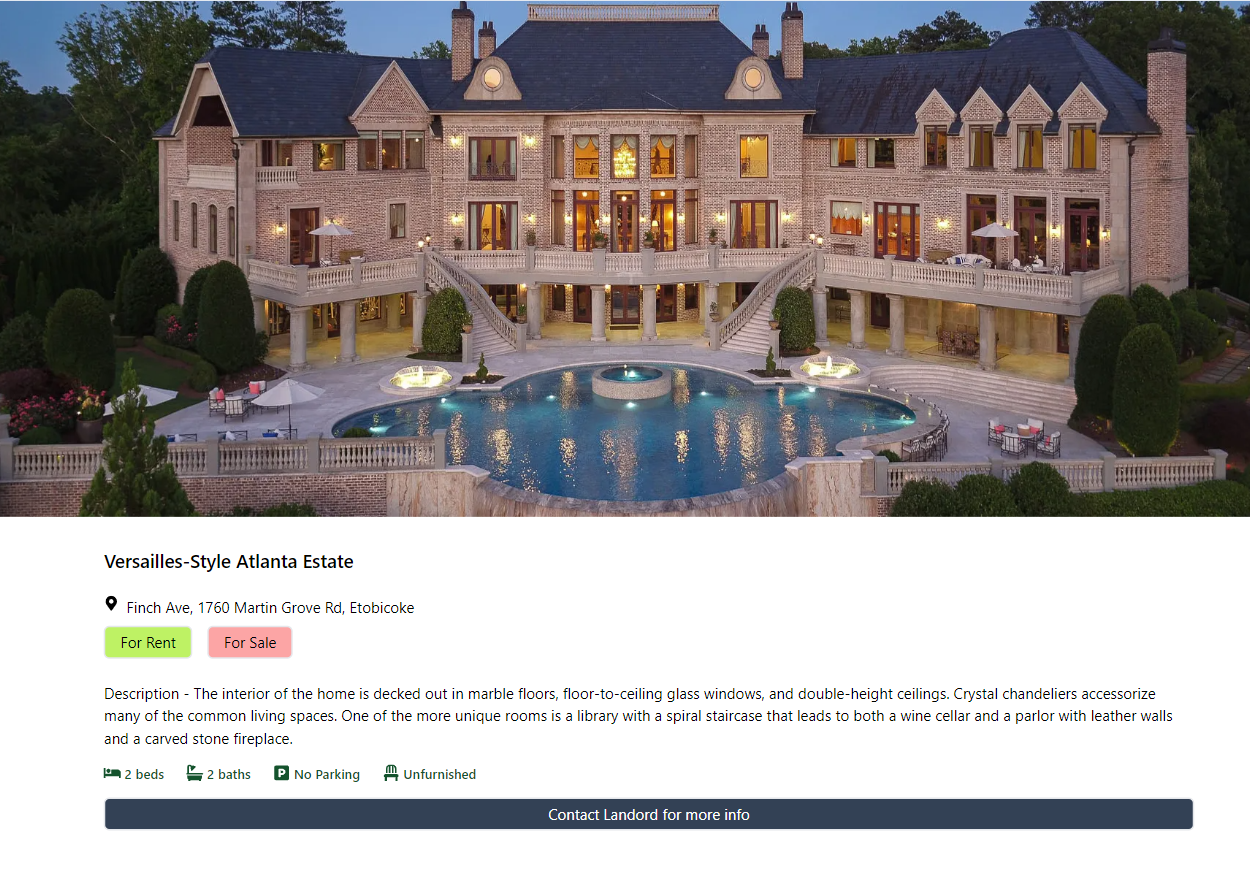 Versailles-Style Atlanta Estate
Finch Ave, 1760 Martin Grove Rd, Etobicoke
For Rent For Sale
Description - The interior of the home is decked out in marble floors, floor-to-ceiling glass windows, and double-height ceilings. Crystal chandeliers accessorize
many of the common living spaces. One of the more unique rooms is a library with a spiral staircase that leads to both a wine cellar and a parlor with leather walls
and a carved stone fireplace.
2 beds 2 baths P No Parking Unfurnished
Contact Landord for more info